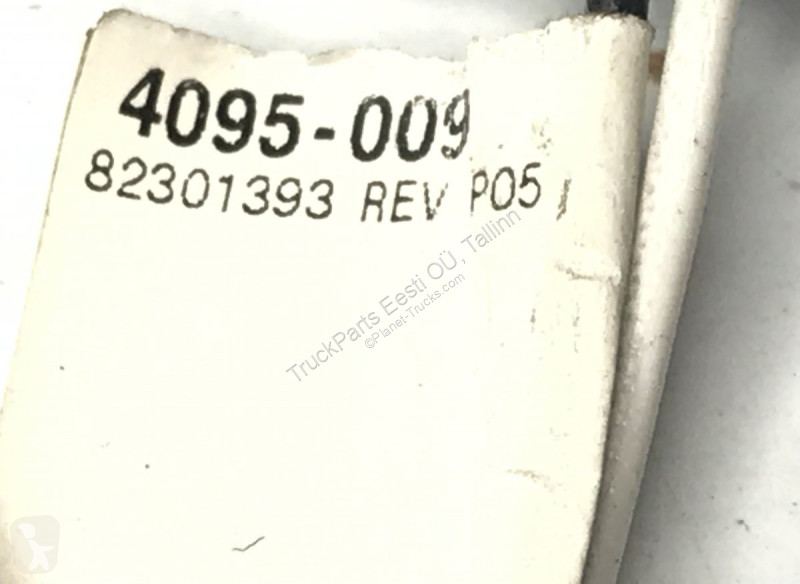 4095-009
82301393 REV P05
TruckParts Eesti OÜ, Tallinn
©Planet-Trucks.com